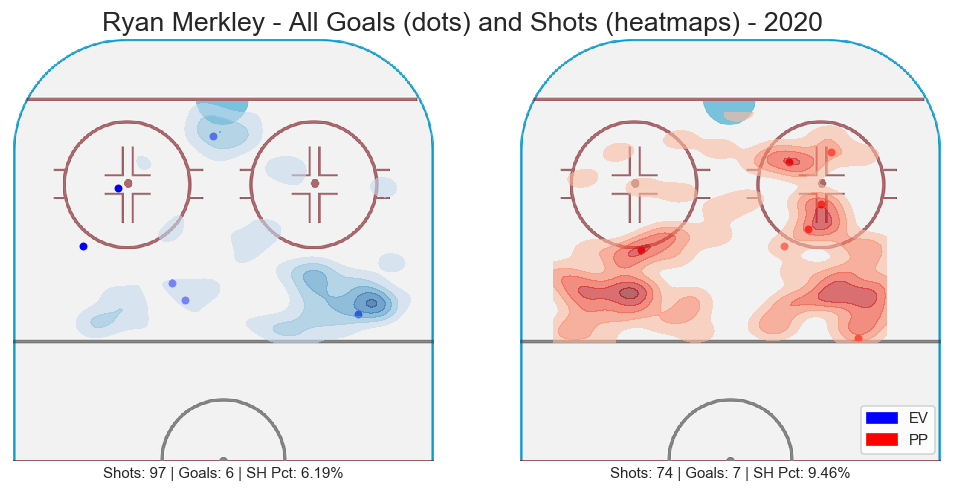 Ryan Merkley - All Goals (dots) and Shots (heatmaps) - 2020
EV
PP
Shots: 97 | Goals: 6 | SH Pct: 6.19%
Shots: 74 | Goals: 7 | SH Pct: 9.46%